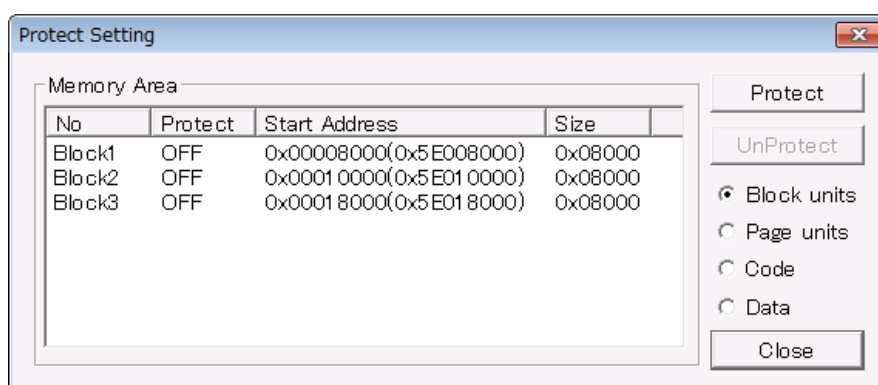 Protect Setting
Memory Area
No Protect Start Address Size
Block1 OFF 0x00008000(0x5E008000) 0x08000
Block2 OFF 0x00010000(0x5E010000) 0x08000
Block3 OFF 0x00018000(0x5E018000) 0x08000
Protect
UnProtect
Block units
Page units
Code
Data
Close